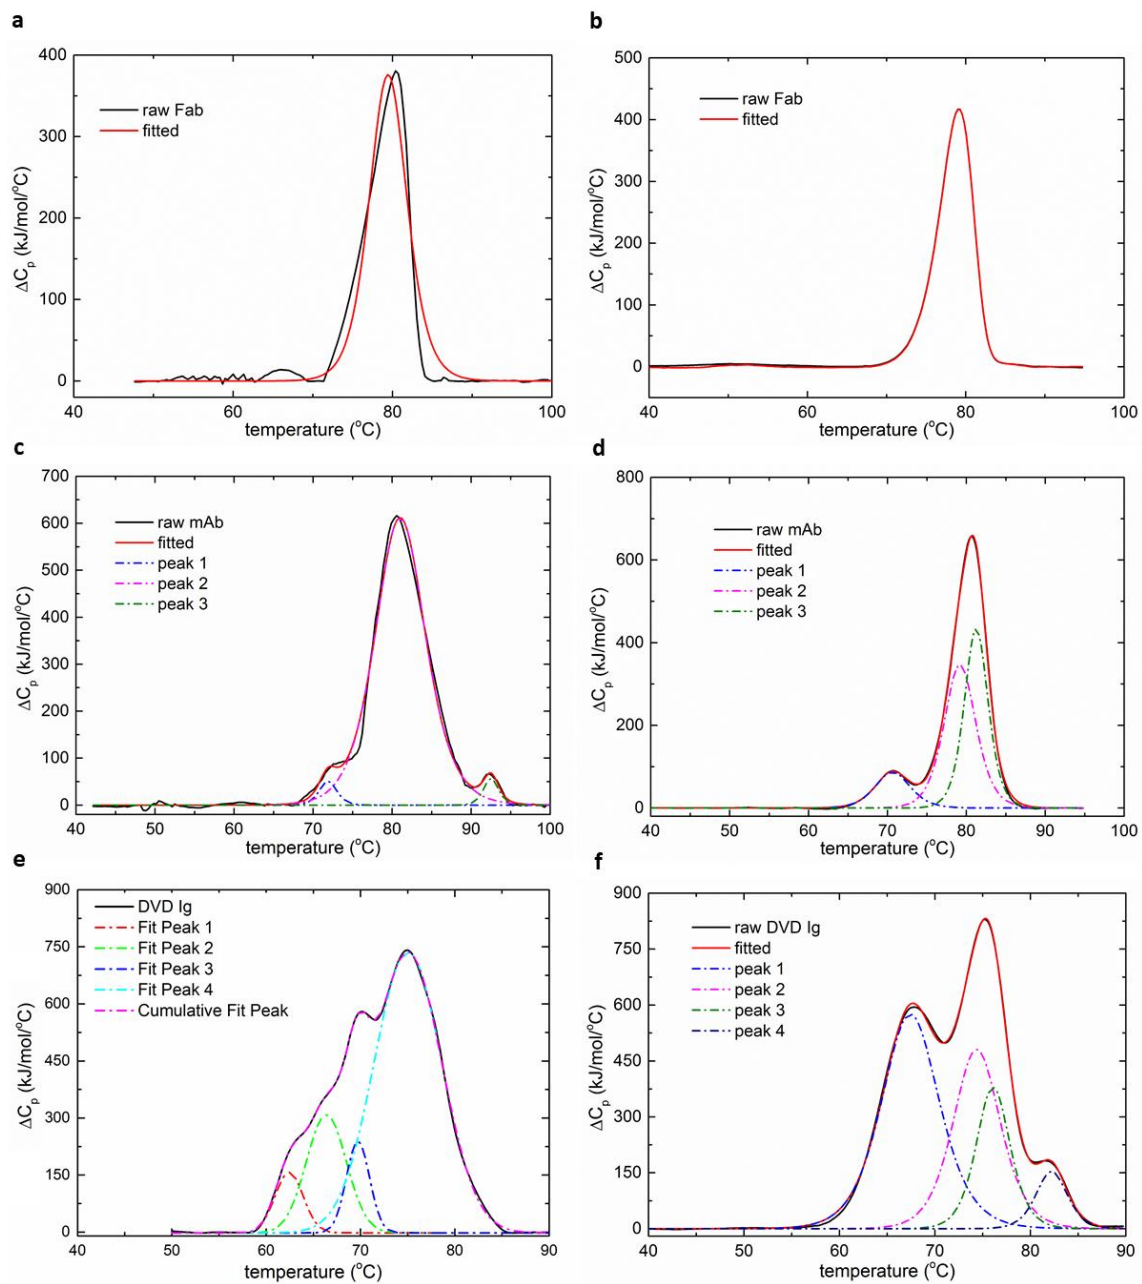 a
400
300
200
100
0
ΔCp (kJ/mol/°C)
raw Fab
fitted
40 60 80 100
temperature (°C)
b
500
400
300
200
100
0
ΔCp (kJ/mol/°C)
raw Fab
fitted
40 60 80 100
temperature (°C)
c
700
600
500
400
300
200
100
0
ΔCp (kJ/mol/°C)
raw mAb
fitted
peak 1
peak 2
peak 3
40 50 60 70 80 90 100
temperature (°C)
d
800
600
400
200
0
ΔCp (kJ/mol/°C)
raw mAb
fitted
peak 1
peak 2
peak 3
40 50 60 70 80 90 100
temperature (°C)
e
900
750
600
450
300
150
0
ΔCp (kJ/mol/°C)
DVD Ig
Fit Peak 1
Fit Peak 2
Fit Peak 3
Fit Peak 4
Cumulative Fit Peak
40 50 60 70 80 90
temperature (°C)
f
900
750
600
450
300
150
0
ΔCp (kJ/mol/°C)
raw DVD Ig
fitted
peak 1
peak 2
peak 3
peak 4
40 50 60 70 80 90
temperature (°C)